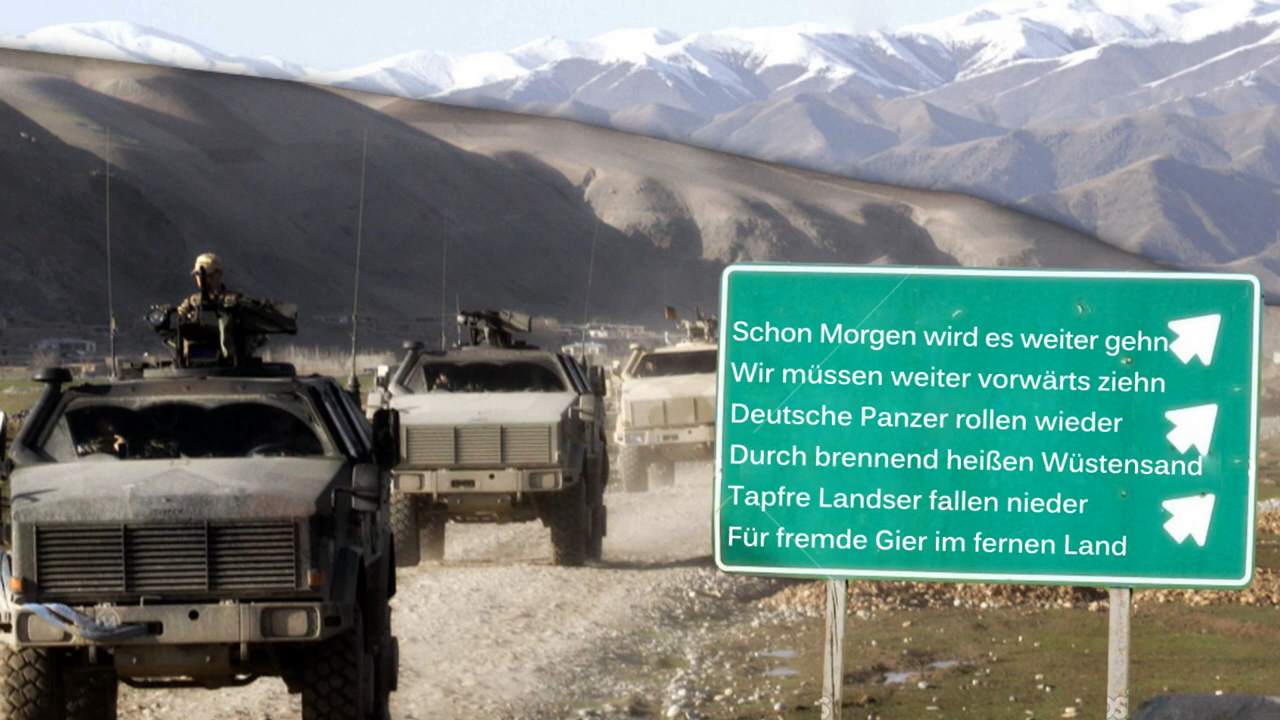 Schon Morgen wird es weiter gehn
Wir müssen weiter vorwärts ziehn
Deutsche Panzer rollen wieder
Durch brennend heißen Wüstensand
Tapfre Landser fallen nieder
Für fremde Gier im fernen Land